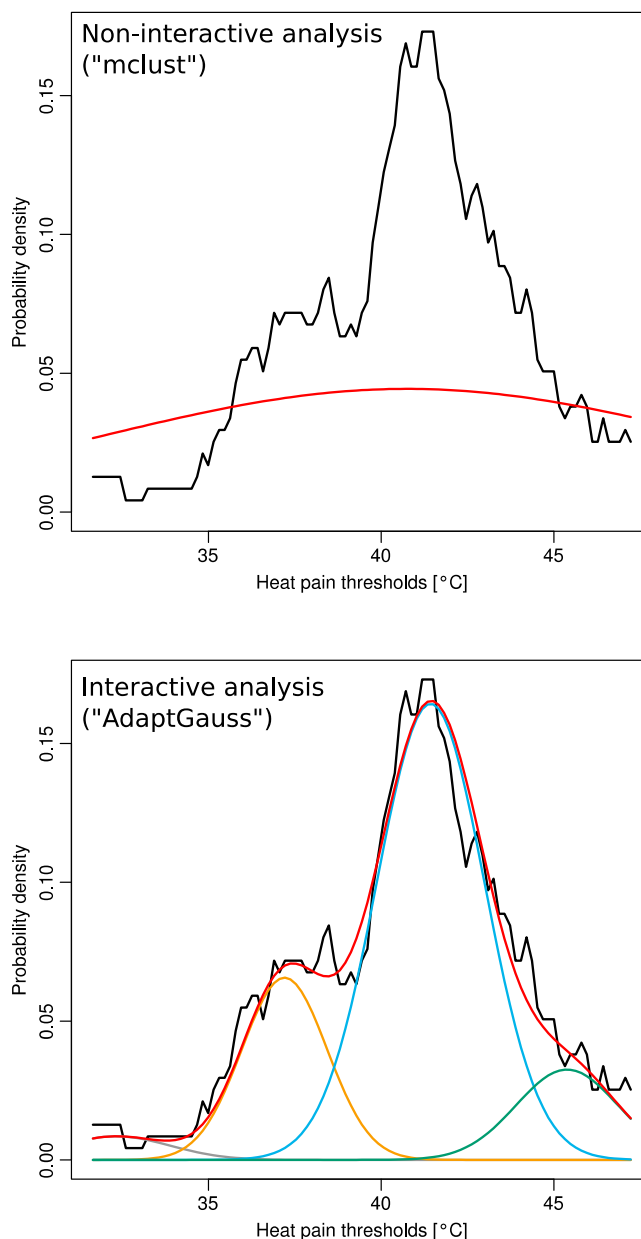 Non-interactive analysis
("mclust")
Probability density
0.00
0.05
0.10
0.15
35
40
45
Heat pain thresholds [°C]
Interactive analysis
("AdaptGauss")
Probability density
0.00
0.05
0.10
0.15
35
40
45
Heat pain thresholds [°C]